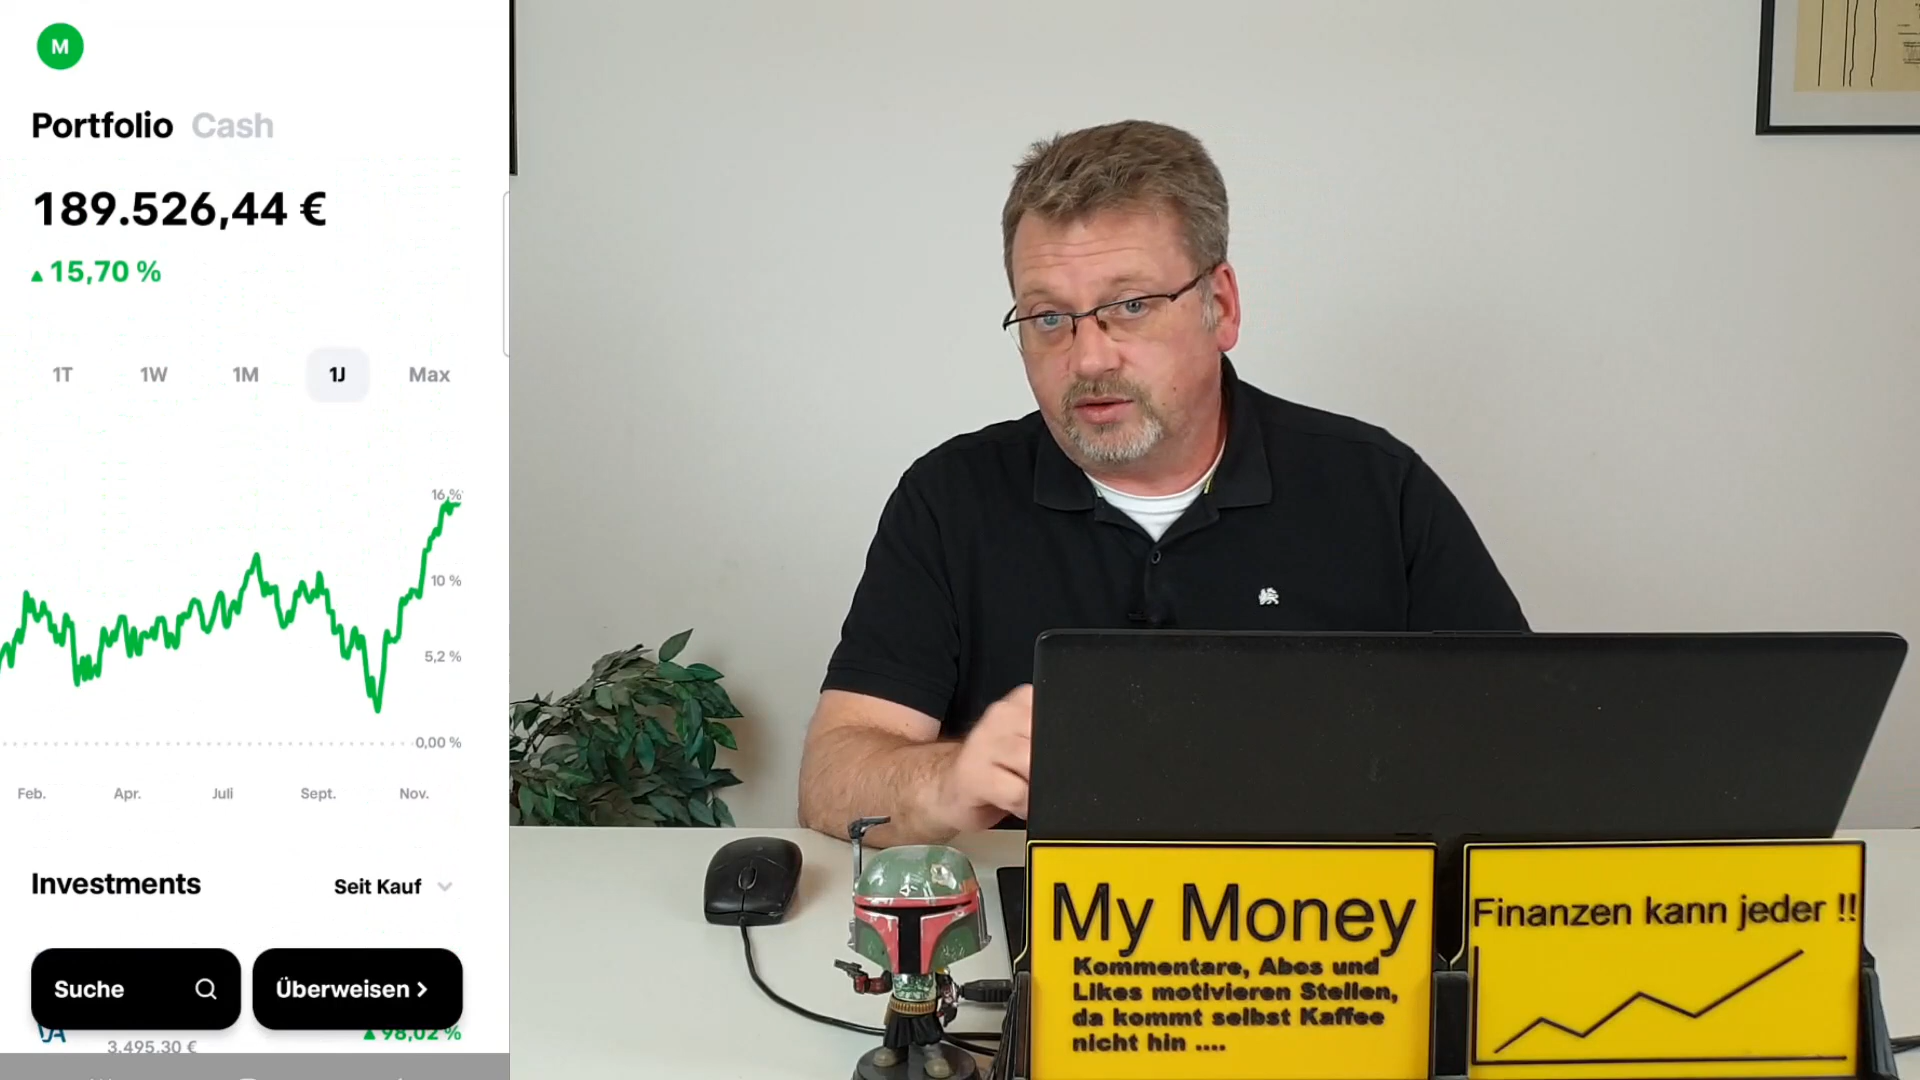 M
Portfolio Cash
189.526,44 €
15,70 %
1T 1W 1M 1J Max
16 %
10 %
5,2 %
0,00 %
Feb. Apr. Juli Sept. Nov.
Investments Seit Kauf
Suche Überweisen
98,02 %
3.495,30 €
My Money
Kommentare, Abos und
Likes motivieren Stellen,
da kommt selbst Kaffee
nicht hin ....
Finanzen kann jeder !!